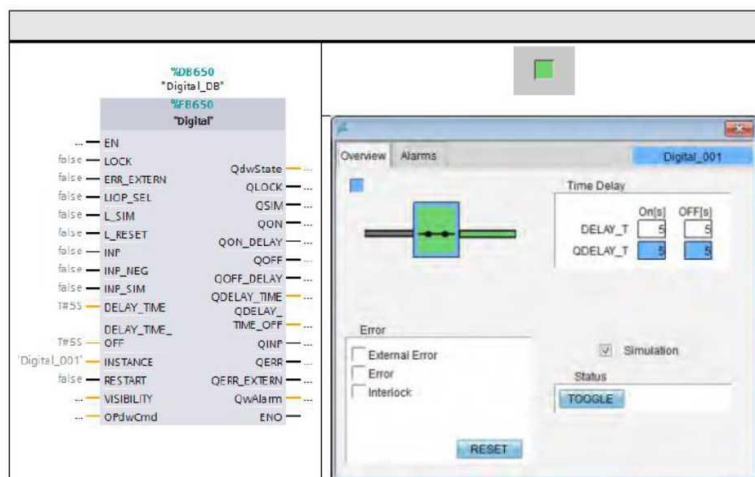 %DB650
"Digital_DB"
%FB650
"Digital"
... EN
false LOCK
false ERR_EXTERN
false LIOP_SEL
false L_SIM
false L_RESET
false INP
false INP_NEG
false INP_SIM
T#5S DELAY_TIME
DELAY_TIME_
T#5S OFF
'Digital_001' INSTANCE
false RESTART
... VISIBILITY
... OPdwCmd
QdwState ...
QLOCK ...
QSIM ...
QON ...
QON_DELAY ...
QOFF ...
QOFF_DELAY ...
QDELAY_TIME ...
QDELAY_
TIME_OFF ...
QINP ...
QERR ...
QERR_EXTERN ...
QwAlarm ...
ENO ...
Overview Alarms Digital_001
Time Delay
On[s] OFF[s]
DELAY_T 5 5
QDELAY_T 5 5
Error
External Error
Error
Interlock
RESET
Simulation
Status
TOOGLE